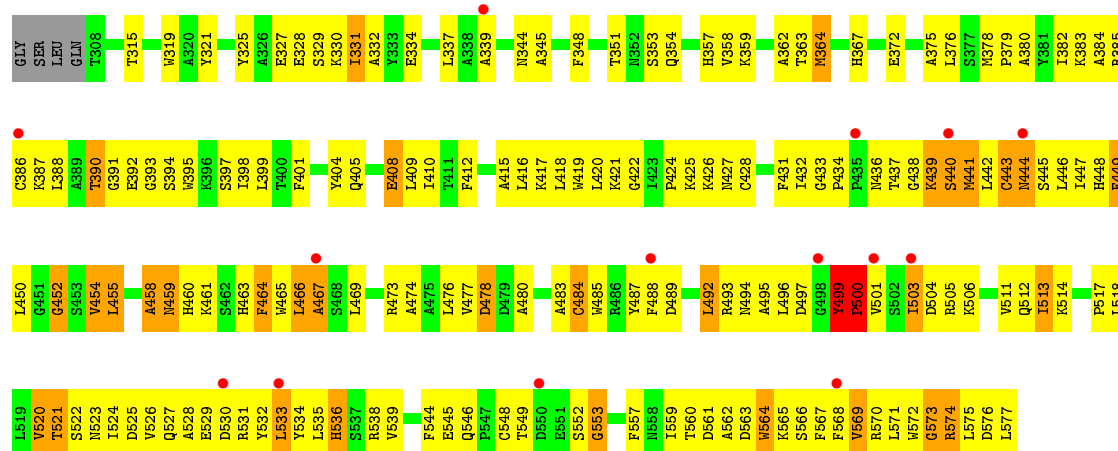 GLY SER LEU GLN T308 T315 W319 A320 Y321 Y325 A326 E327 E328 S329 K330 I331 A332 Y333 E334 L337 A338 A339 N344 A345 F348 T351 N352 S353 Q354 H357 V358 K359 A362 T363 M364 H367 E372 A375 L376 S377 M378 P379 A380 Y381 I382 K383 A384 R385
C386 K387 L388 A389 T390 G391 E392 G393 S394 W395 K396 S397 I398 L399 T400 F401 Y404 Q405 E408 L409 I410 T411 F412 A415 L416 K417 L418 W419 L420 K421 G422 I423 P424 K425 K426 N427 C428 F431 I432 G433 P434 P435 N436 T437 G438 K439 S440 M441 L442 C443 N444 S445 L446 I447 H448 F449
L450 G451 G452 S453 V454 L455 A458 N459 H460 K461 S462 H463 F464 W465 L466 A467 S468 L469 R473 A474 A475 L476 V477 D478 D479 A480 A483 C484 W485 R486 Y487 F488 D489 L492 R493 N494 A495 L496 D497 G498 Y499 P500 V501 S502 I503 D504 R505 K506 V511 Q512 I513 K514 P517 L518
L519 V520 T521 S522 N523 I524 D525 V526 Q527 A528 E529 D530 R531 Y532 L533 Y534 L535 H536 S537 R538 V539 F544 E545 Q546 P547 C548 T549 D550 E551 S552 G553 F557 N558 I559 T560 D561 A562 D563 W564 K565 S566 F567 F568 V569 R570 L571 W572 G573 R574 L575 D576 L577